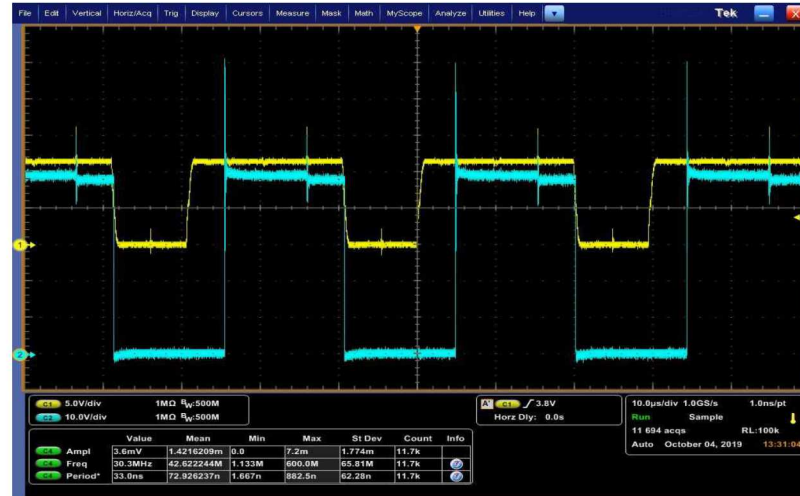 File Edit Vertical Horiz/Acq Trig Display Cursors Measure Mask Math MyScope Analyze Utilities Help Tek
1
2
C1 5.0V/div 1MΩ BW:500M
C2 10.0V/div 1MΩ BW:500M
A' C1 3.8V
Horz Dly: 0.0s
10.0µs/div 1.0GS/s 1.0ns/pt
Run Sample
11 694 acqs RL:100k
Auto October 04, 2019 13:31:04
Value Mean Min Max St Dev Count Info
C4 Ampl 3.6mV 1.4216209m 0.0 7.2m 1.774m 11.7k
C4 Freq 30.3MHz 42.622244M 1.133M 600.0M 65.81M 11.7k
C4 Period* 33.0ns 72.926237n 1.667n 882.5n 62.28n 11.7k